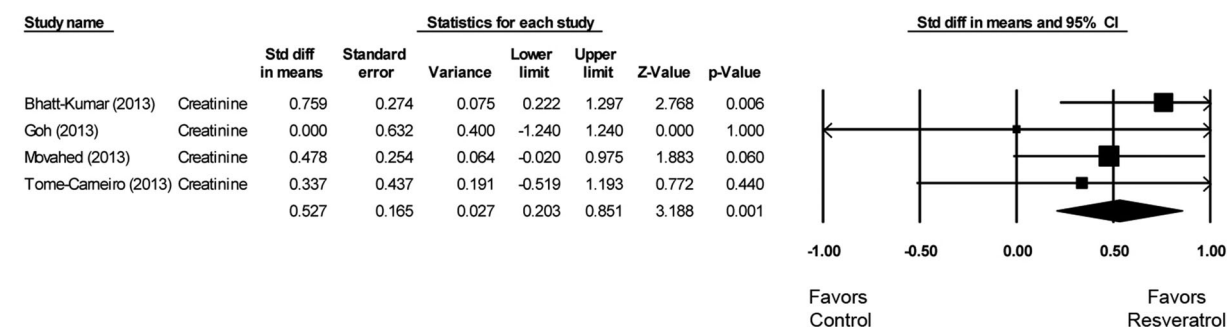 Study name Statistics for each study Std diff in means and 95% CI
Std diff in means Standard error Variance Lower limit Upper limit Z-Value p-Value
Bhatt-Kumar (2013) Creatinine 0.759 0.274 0.075 0.222 1.297 2.768 0.006
Goh (2013) Creatinine 0.000 0.632 0.400 -1.240 1.240 0.000 1.000
Movahed (2013) Creatinine 0.478 0.254 0.064 -0.020 0.975 1.883 0.060
Tome-Carneiro (2013) Creatinine 0.337 0.437 0.191 -0.519 1.193 0.772 0.440
0.527 0.165 0.027 0.203 0.851 3.188 0.001
-1.00 -0.50 0.00 0.50 1.00
Favors Control Favors Resveratrol